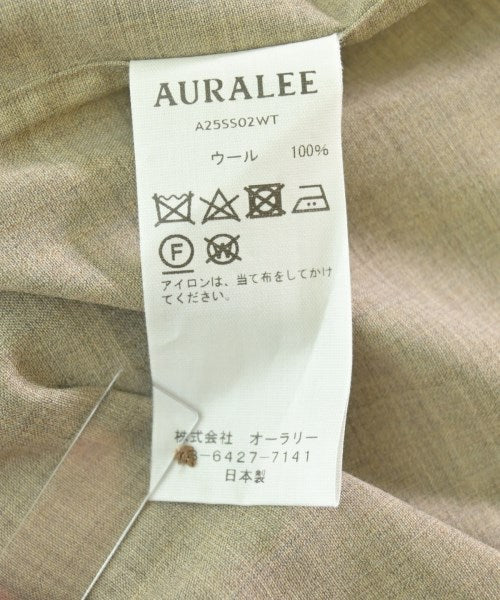 AURALEE
A25SS02WT
ウール 100%
F W
アイロンは、当て布をしてかけ
てください。
株式会社 オーラリー
-6427-7141
日本製